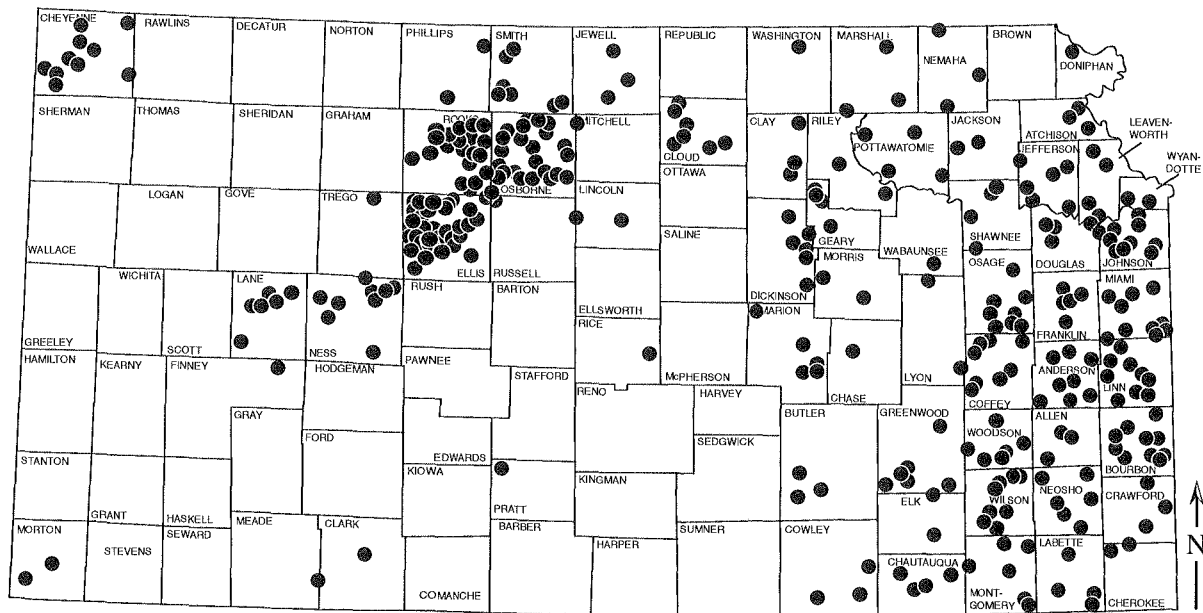 CHEYENNE
RAWLINS
DECATUR
NORTON
PHILLIPS
SMITH
JEWELL
REPUBLIC
WASHINGTON
MARSHALL
NEMAHA
BROWN
DONIPHAN
SHERMAN
THOMAS
SHERIDAN
GRAHAM
ROOKS
OSBORNE
MITCHELL
CLOUD
CLAY
RILEY
POTTAWATOMIE
JACKSON
ATCHISON
JEFFERSON
LEAVEN-
WORTH
WYAN-
DOTTE
WALLACE
LOGAN
GOVE
TREGO
ELLIS
RUSSELL
LINCOLN
OTTAWA
SALINE
DICKINSON
GEARY
MORRIS
WABAUNSEE
SHAWNEE
OSAGE
DOUGLAS
JOHNSON
GREELEY
WICHITA
SCOTT
LANE
NESS
RUSH
BARTON
ELLSWORTH
RICE
McPHERSON
MARION
CHASE
LYON
COFFEY
FRANKLIN
ANDERSON
MIAMI
LINN
HAMILTON
KEARNY
FINNEY
HODGEMAN
PAWNEE
STAFFORD
RENO
HARVEY
SEDGWICK
BUTLER
GREENWOOD
WOODSON
ALLEN
BOURBON
GRAY
FORD
EDWARDS
KIOWA
PRATT
KINGMAN
ELK
WILSON
NEOSHO
CRAWFORD
STANTON
GRANT
HASKELL
MORTON
STEVENS
SEWARD
MEADE
CLARK
COMANCHE
BARBER
HARPER
SUMNER
COWLEY
CHAUTAUQUA
MONT-
GOMERY
LABETTE
CHEROKEE
N